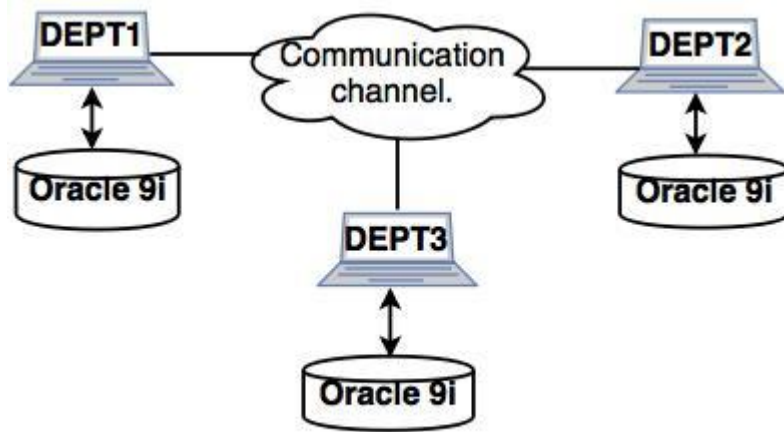 DEPT1
Communication
channel.
DEPT2
Oracle 9i
Oracle 9i
DEPT3
Oracle 9i